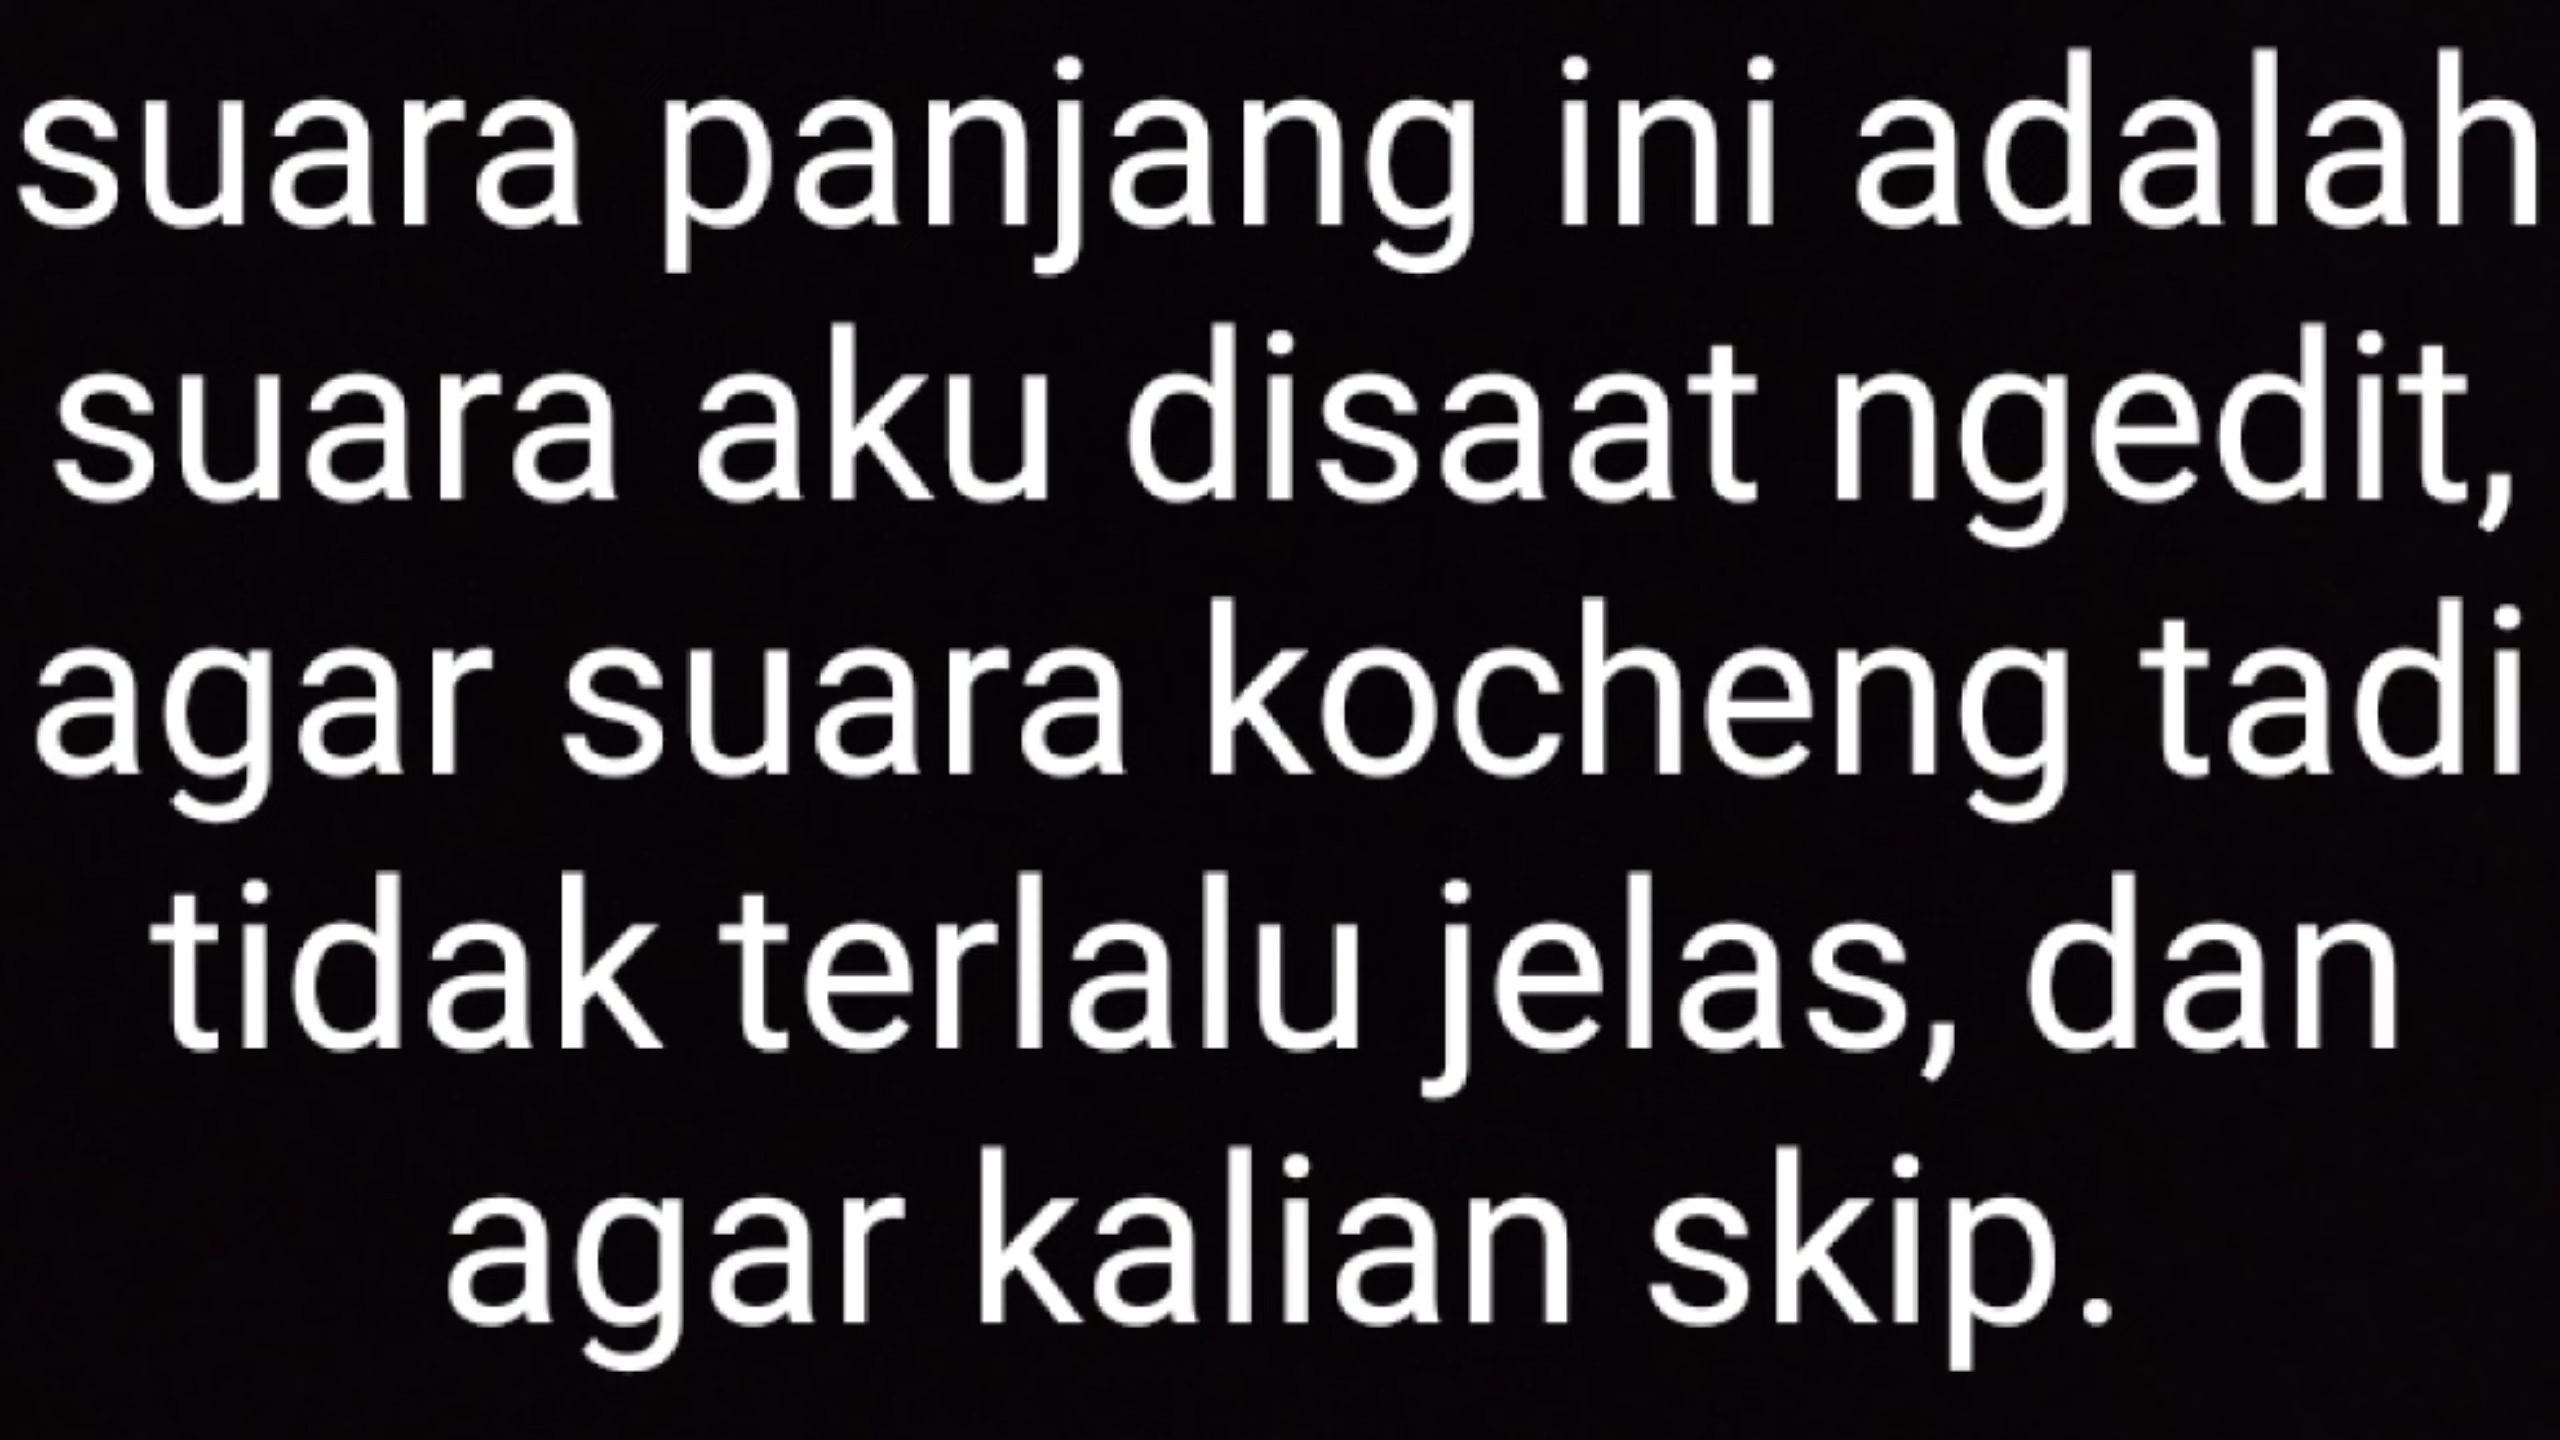 suara panjang ini adalah
suara aku disaat ngedit,
agar suara kocheng tadi
tidak terlalu jelas, dan
agar kalian skip.